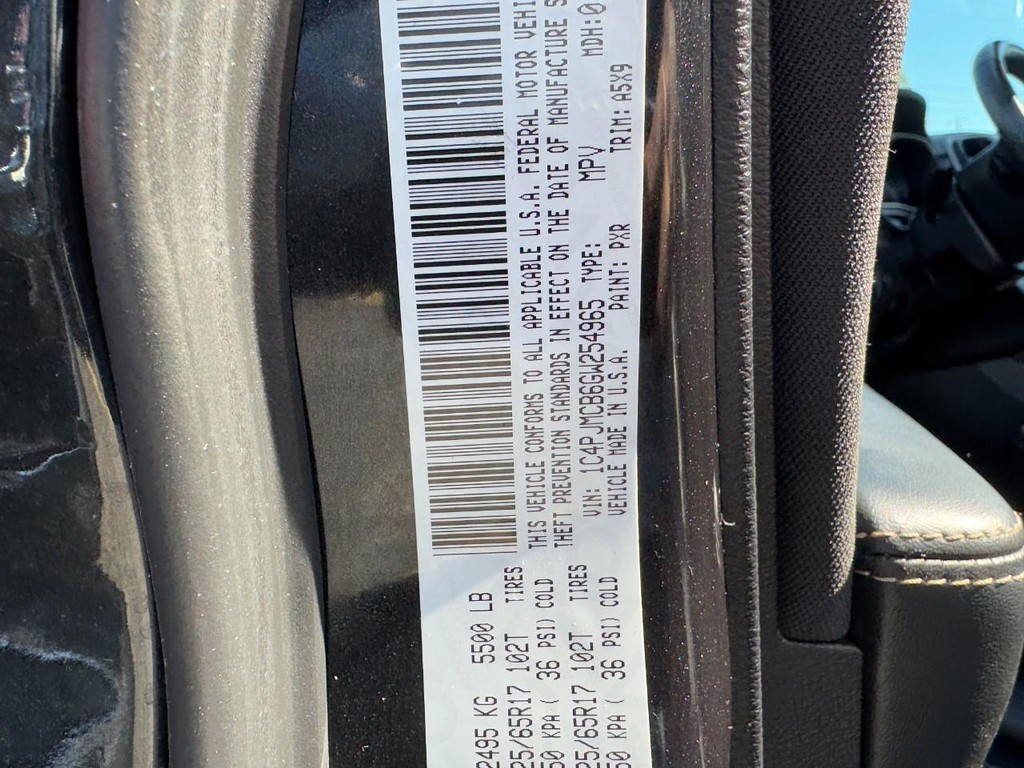 2495 KG 5500 LB
25/65R17 102T TIRES
50 KPA ( 36 PSI) COLD
25/65R17 102T TIRES
50 KPA ( 36 PSI) COLD
THIS VEHICLE CONFORMS TO ALL APPLICABLE U.S.A. FEDERAL MOTOR VEHI
THEFT PREVENTION STANDARDS IN EFFECT ON THE DATE OF MANUFACTURE S
VIN: 1C4PJMCB6GW254965 TYPE: MPV MDH:0
VEHICLE MADE IN U.S.A. PAINT: PXR TRIM: A5X9